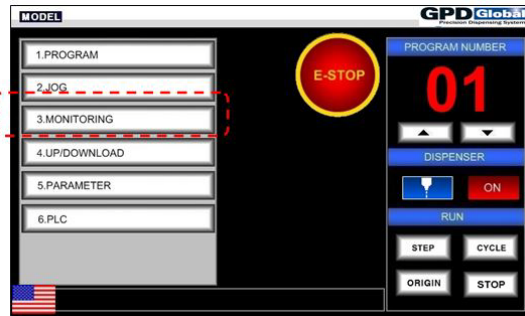 MODEL
GPD Global
Precision Dispensing Systems
1.PROGRAM
2.JOG
3.MONITORING
4.UP/DOWNLOAD
5.PARAMETER
6.PLC
E-STOP
PROGRAM NUMBER
01
DISPENSER
ON
RUN
STEP CYCLE
ORIGIN STOP